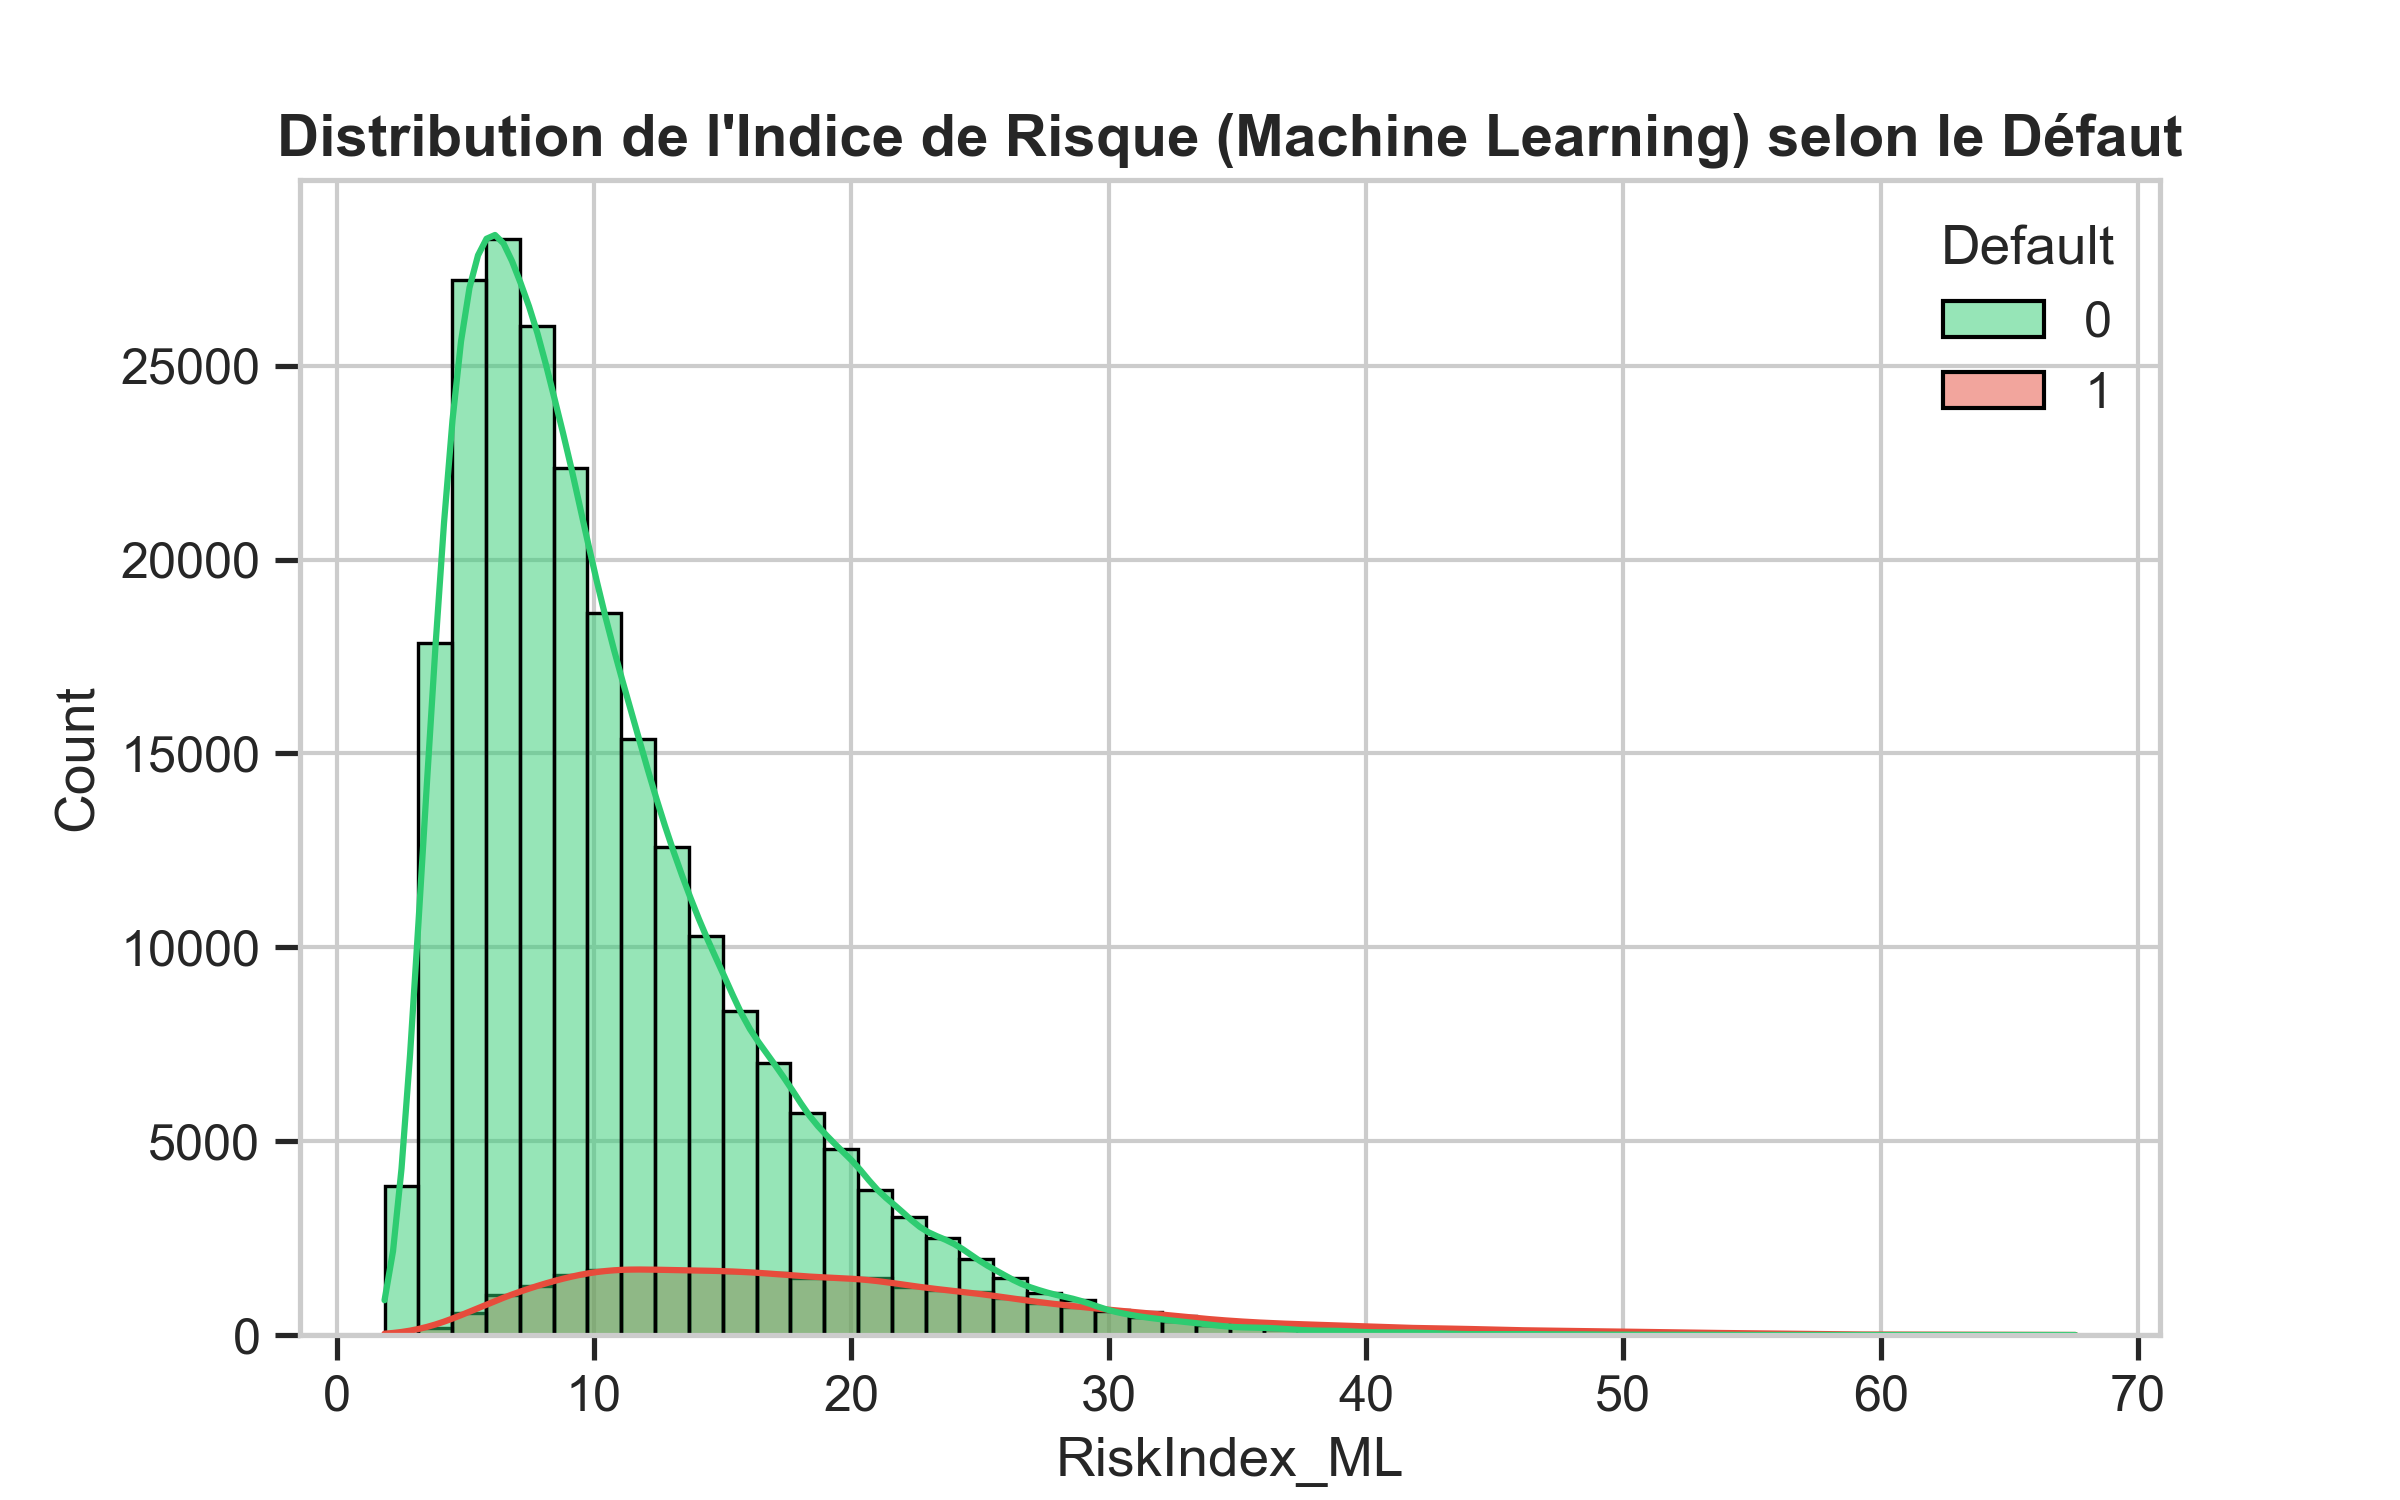 Distribution de l'Indice de Risque (Machine Learning) selon le Défaut
Default
0
1
25000
20000
15000
10000
5000
0
Count
0 10 20 30 40 50 60 70
RiskIndex_ML